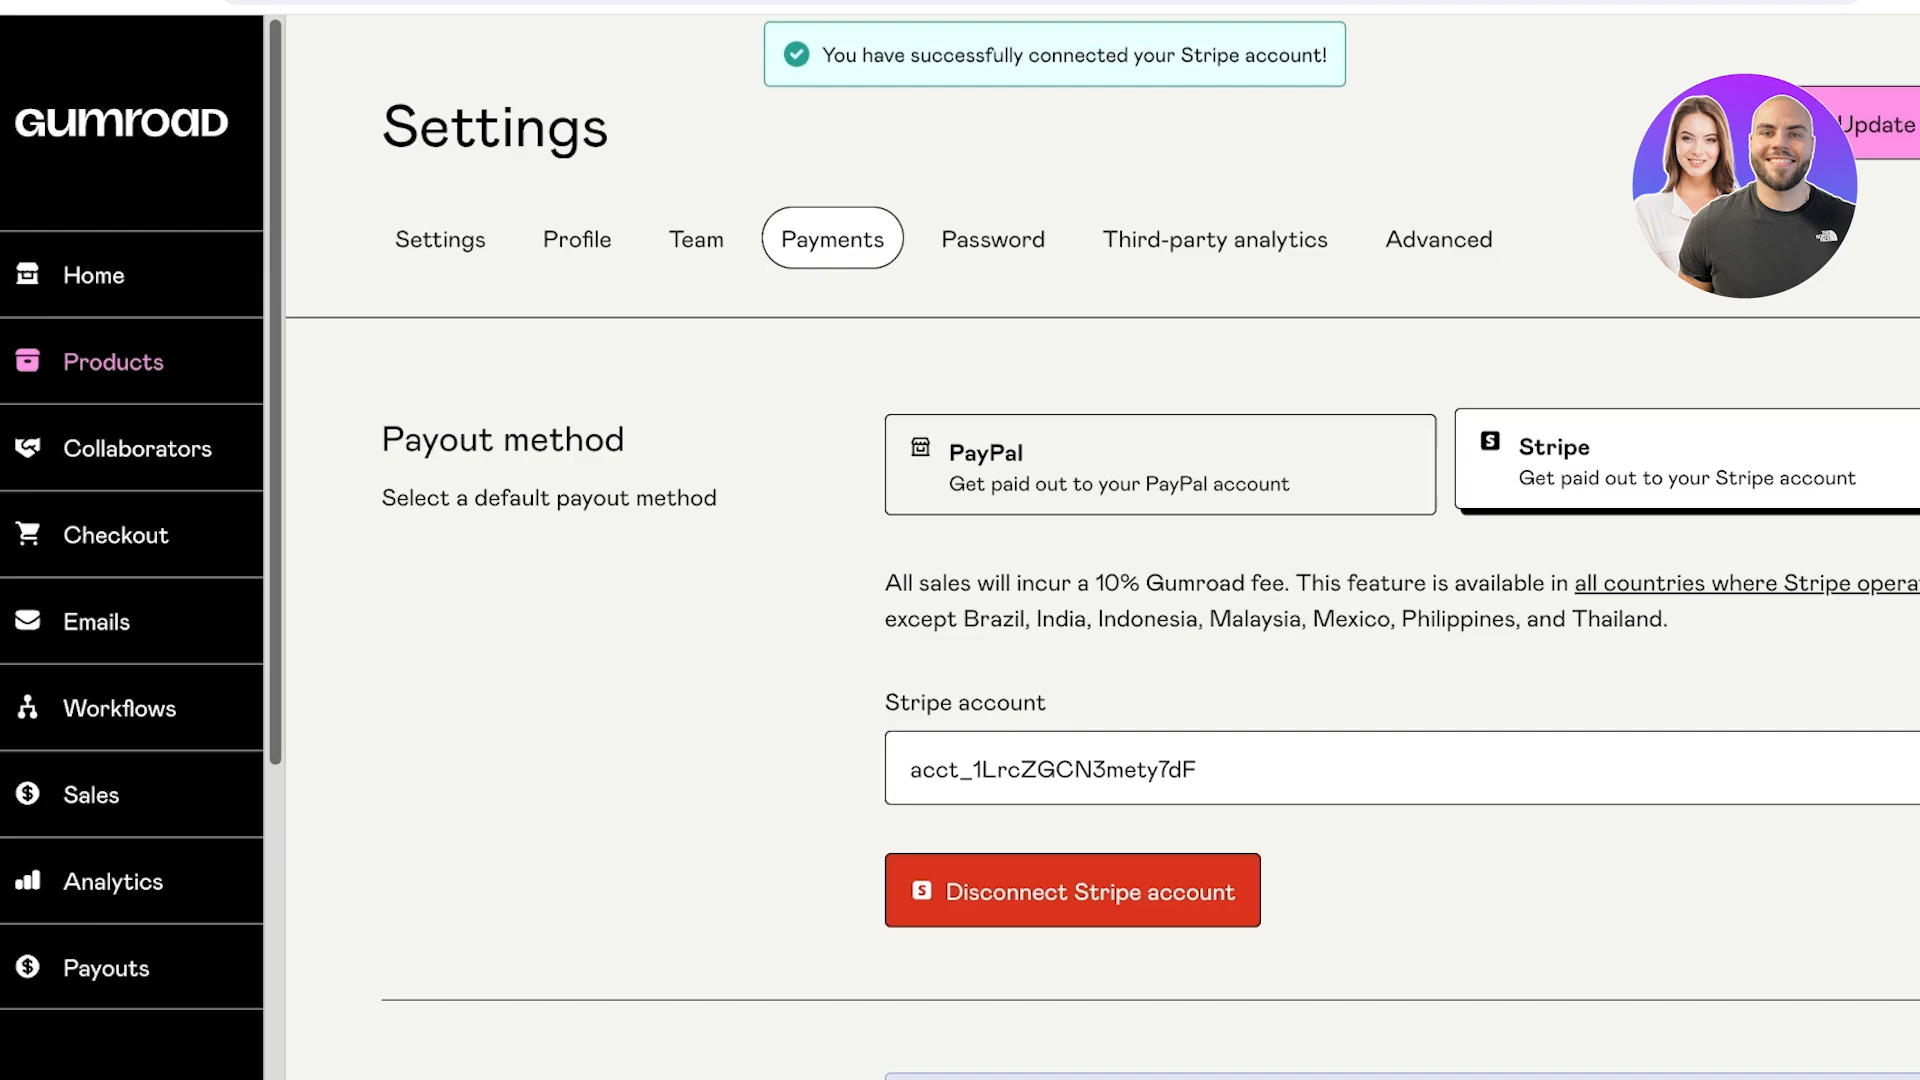 You have successfully connected your Stripe account!
GUMROAD
Settings
Update
Settings
Profile
Team
Payments
Password
Third-party analytics
Advanced
Home
Products
Collaborators
Checkout
Emails
Workflows
Sales
Analytics
Payouts
Payout method
Select a default payout method
PayPal
Get paid out to your PayPal account
S
Stripe
Get paid out to your Stripe account
All sales will incur a 10% Gumroad fee. This feature is available in all countries where Stripe opera
except Brazil, India, Indonesia, Malaysia, Mexico, Philippines, and Thailand.
Stripe account
acct_1LrcZGCN3mety7dF
S Disconnect Stripe account